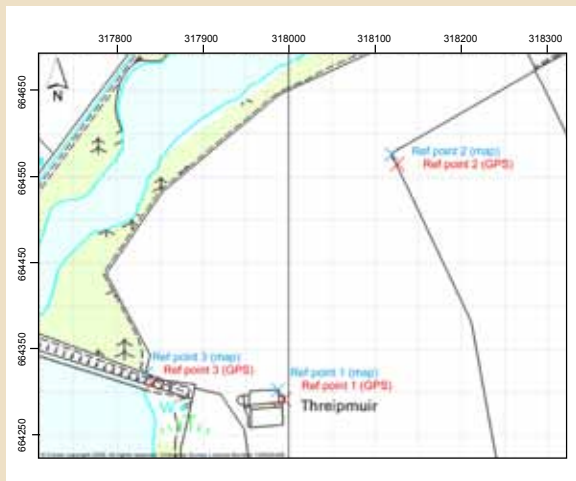 317800 317900 318000 318100 318200 318300
664650
664550
664450
664350
664250
N
Ref point 2 (map)
Ref point 2 (GPS)
Ref point 3 (map)
Ref point 3 (GPS)
Ref point 1 (map)
Ref point 1 (GPS)
Threipmuir
W